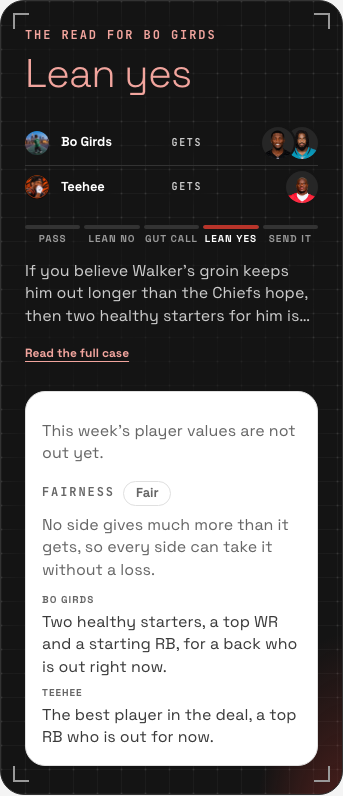 THE READ FOR BO GIRDS
Lean yes
Bo Girds GETS
Teehee GETS
PASS LEAN NO GUT CALL LEAN YES SEND IT
If you believe Walker's groin keeps
him out longer than the Chiefs hope,
then two healthy starters for him is...
Read the full case
This week's player values are not
out yet.
FAIRNESS Fair
No side gives much more than it
gets, so every side can take it
without a loss.
BO GIRDS
Two healthy starters, a top WR
and a starting RB, for a back who
is out right now.
TEEHEE
The best player in the deal, a top
RB who is out for now.